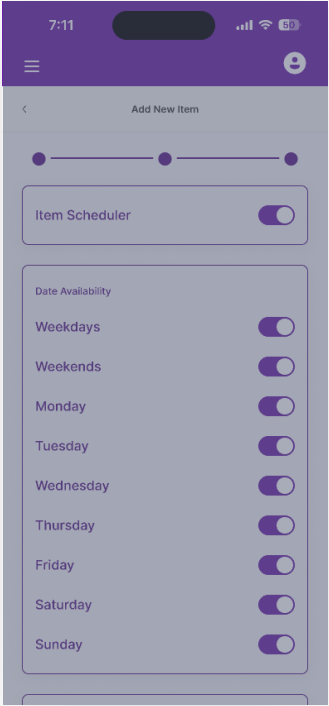 7:11
50
Add New Item
Item Scheduler
Date Availability
Weekdays
Weekends
Monday
Tuesday
Wednesday
Thursday
Friday
Saturday
Sunday